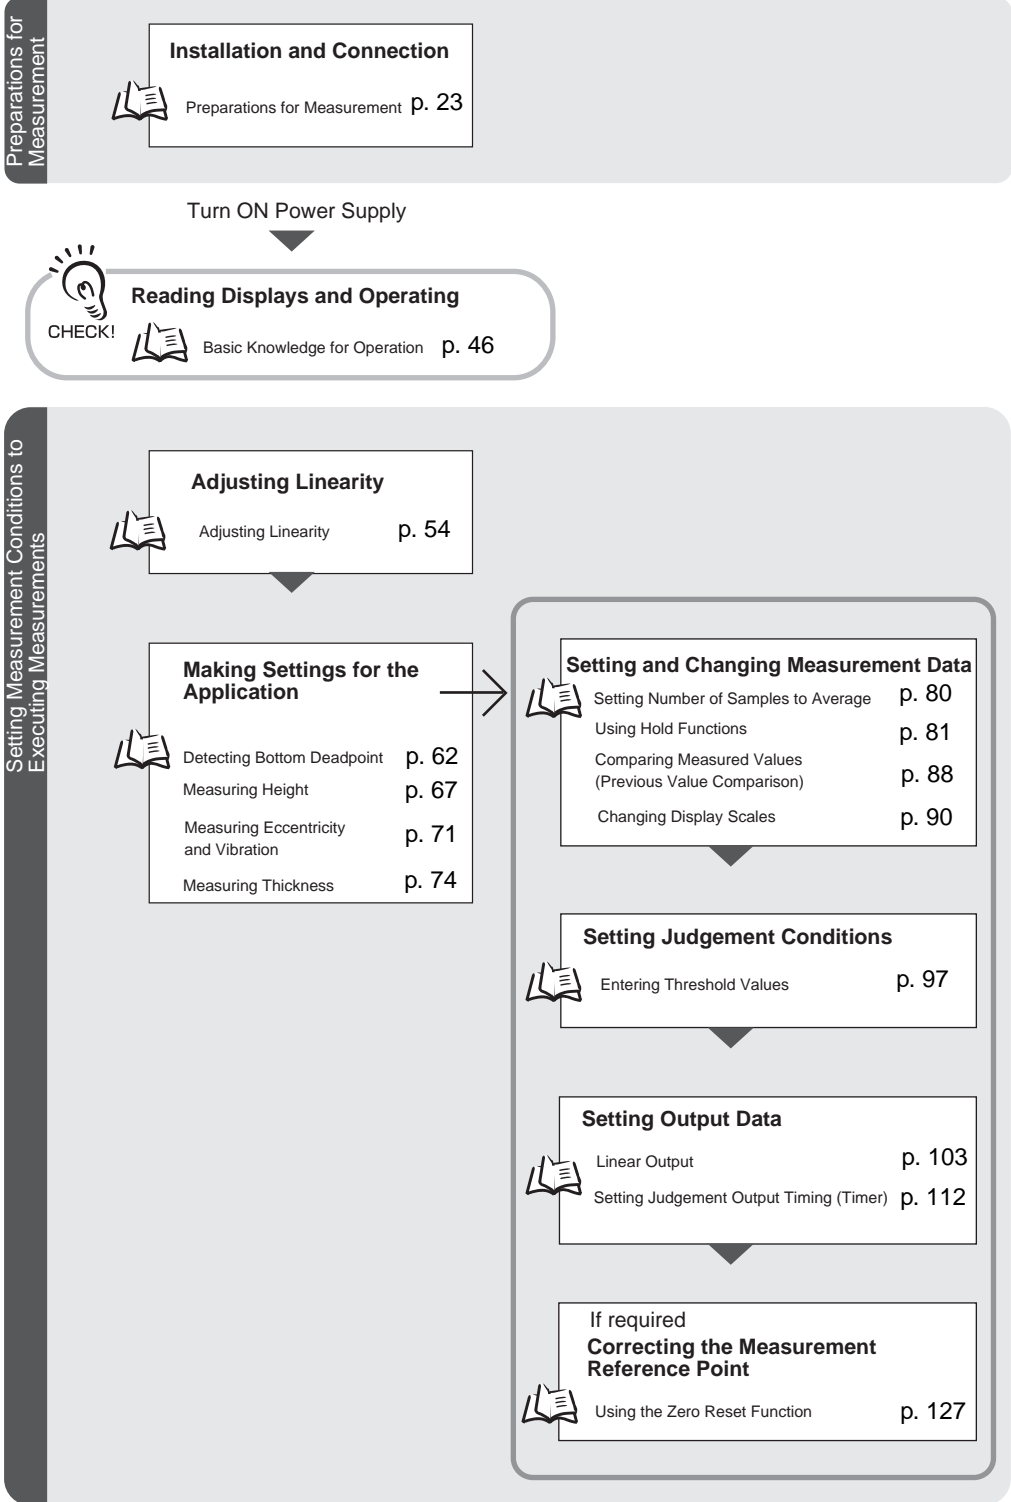 Preparations for
Measurement
Installation and Connection
Preparations for Measurement p. 23
Turn ON Power Supply
CHECK!
Reading Displays and Operating
Basic Knowledge for Operation p. 46
Setting Measurement Conditions to
Executing Measurements
Adjusting Linearity
Adjusting Linearity p. 54
Making Settings for the
Application
Detecting Bottom Deadpoint p. 62
Measuring Height p. 67
Measuring Eccentricity
and Vibration p. 71
Measuring Thickness p. 74
Setting and Changing Measurement Data
Setting Number of Samples to Average p. 80
Using Hold Functions p. 81
Comparing Measured Values
(Previous Value Comparison) p. 88
Changing Display Scales p. 90
Setting Judgement Conditions
Entering Threshold Values p. 97
Setting Output Data
Linear Output p. 103
Setting Judgement Output Timing (Timer) p. 112
If required
Correcting the Measurement
Reference Point
Using the Zero Reset Function p. 127